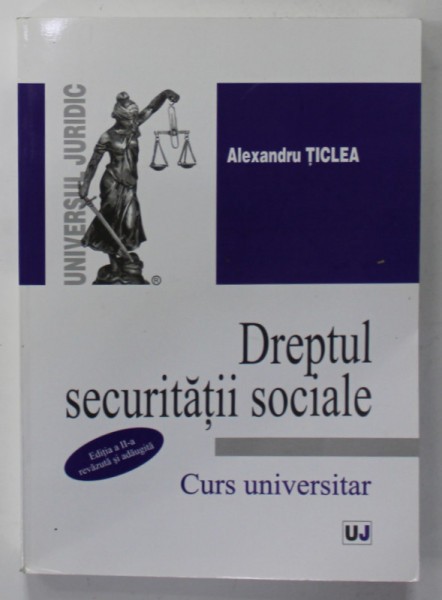 UNIVERSUL JURIDIC
®
Alexandru ȚICLEA
Dreptul
securității sociale
Ediția a II-a
revăzută și adăugită
Curs universitar
UJ